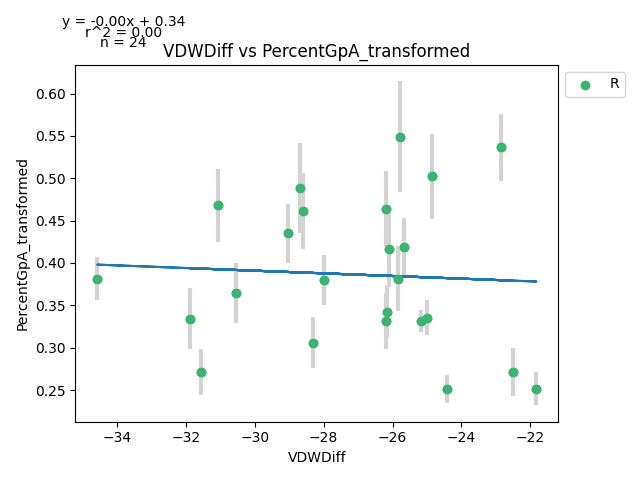 y = -0.00x + 0.34
r^2 = 0.00
n = 24
VDWDiff vs PercentGpA_transformed
R
PercentGpA_transformed
0.60
0.55
0.50
0.45
0.40
0.35
0.30
0.25
−34
−32
−30
−28
−26
−24
−22
VDWDiff